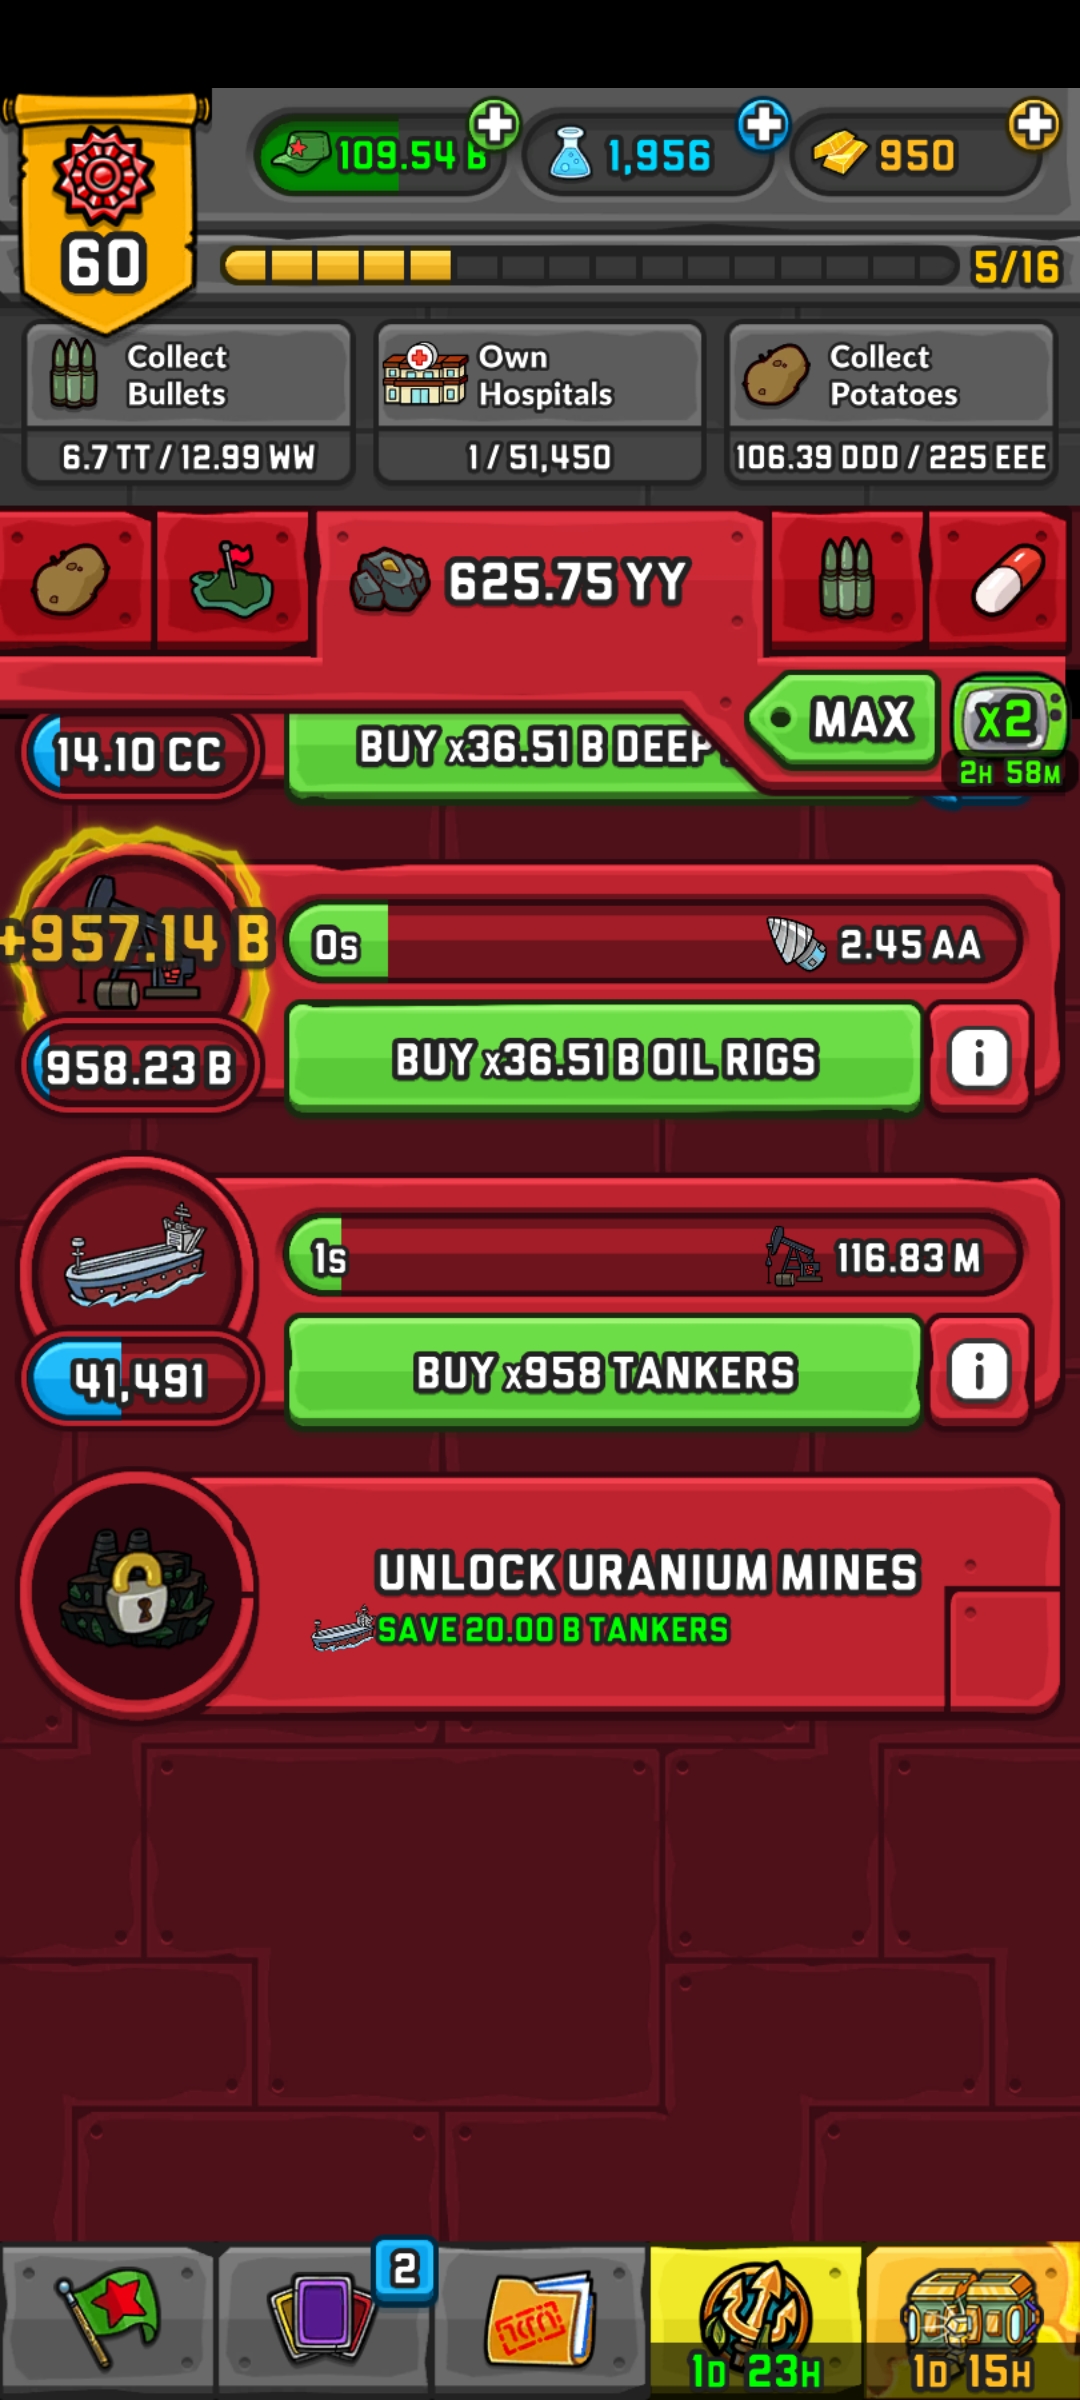 109.54 B
1,956
950
60
5/16
Collect
Bullets
6.7 TT / 12.99 WW
Own
Hospitals
1 / 51,450
Collect
Potatoes
106.39 DDD / 225 EEE
625.75 YY
MAX
x2
2H 58M
14.10 CC
BUY x36.51 B DEEP
+957.14 B
0s
2.45 AA
958.23 B
BUY x36.51 B OIL RIGS
i
1s
116.83 M
41,491
BUY x958 TANKERS
i
UNLOCK URANIUM MINES
SAVE 20.00 B TANKERS
2
1D 23H
1D 15H